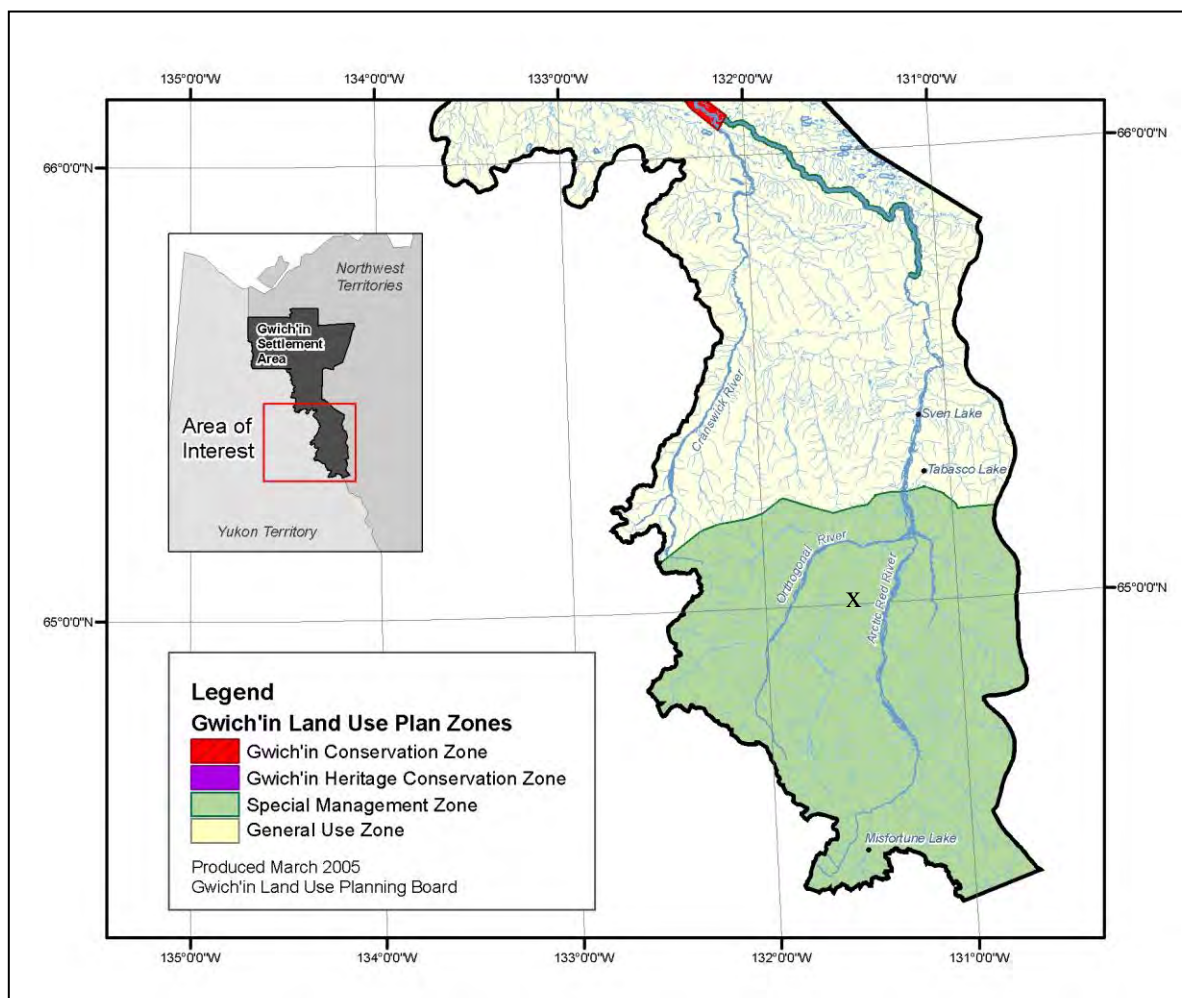 135°0'0"W
134°0'0"W
133°0'0"W
132°0'0"W
131°0'0"W
66°0'0"N
66°0'0"N
Northwest
Territories
Gwich'in
Settlement
Area
Area of
Interest
Yukon Territory
Cranswick River
Sven Lake
Tabasco Lake
Orthogonal River
X
Arctic Red River
65°0'0"N
65°0'0"N
Misfortune Lake
Legend
Gwich'in Land Use Plan Zones
Gwich'in Conservation Zone
Gwich'in Heritage Conservation Zone
Special Management Zone
General Use Zone
Produced March 2005
Gwich'in Land Use Planning Board
135°0'0"W
134°0'0"W
133°0'0"W
132°0'0"W
131°0'0"W